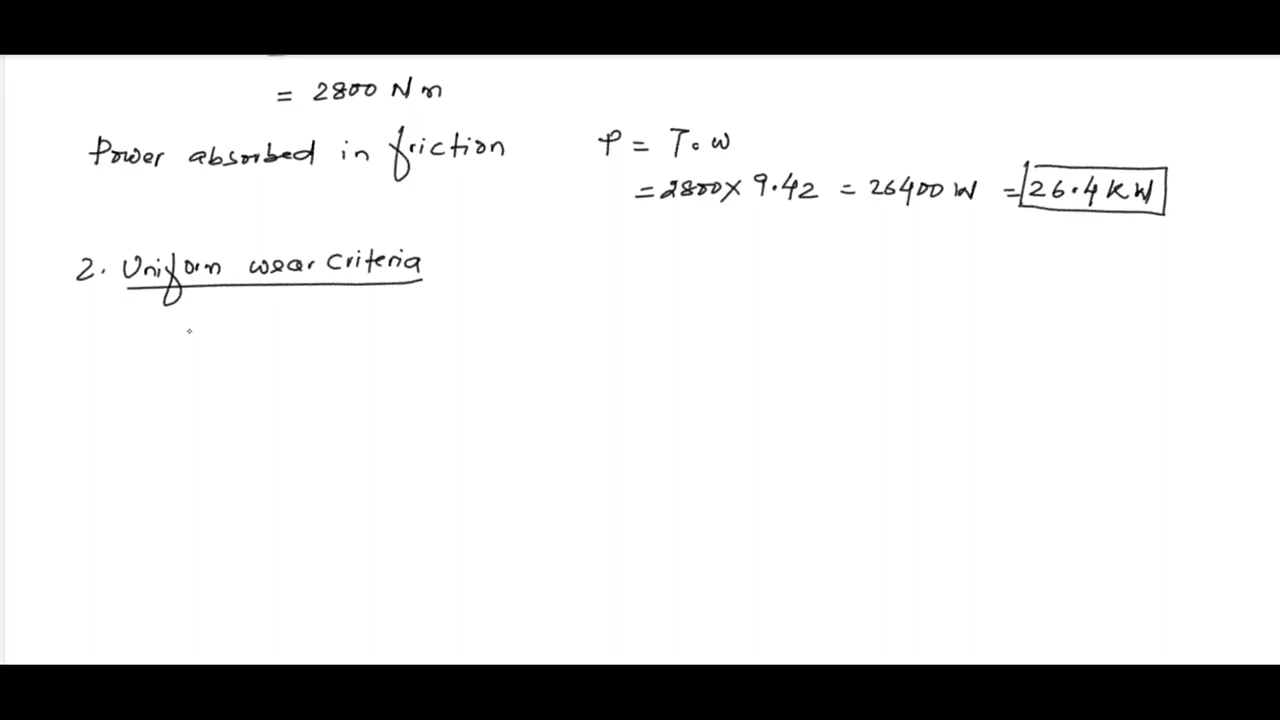 = 2800 N m
Power absorbed in friction P = T. ω
= 2800 × 9.42 = 26400 W = 26.4 KW
2. Uniform wear criteria